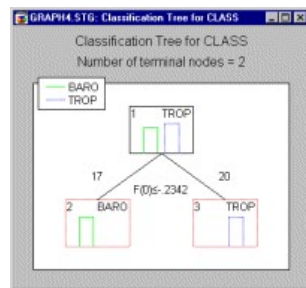 GRAPH4.STG: Classification Tree for CLASS
Classification Tree for CLASS
Number of terminal nodes = 2
BARO
TROP
1 TROP
17 20
F(0)≤-.2342
2 BARO 3 TROP